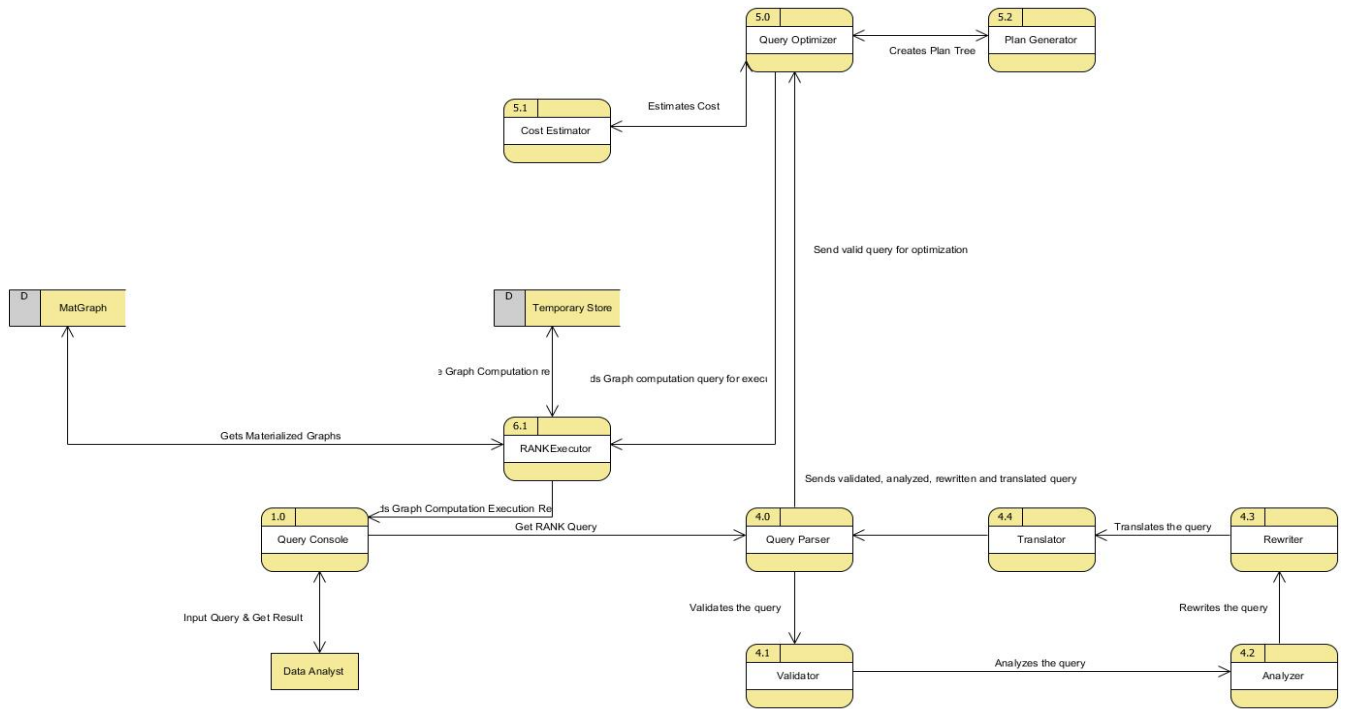 5.0
Query Optimizer
5.2
Plan Generator
Creates Plan Tree
5.1
Cost Estimator
Estimates Cost
Send valid query for optimization
D
MatGraph
D
Temporary Store
e Graph Computation re
ds Graph computation query for execu
Gets Materialized Graphs
6.1
RANKExecutor
Sends validated, analyzed, rewritten and translated query
ds Graph Computation Execution Re
1.0
Query Console
Get RANK Query
4.0
Query Parser
4.4
Translator
Translates the query
4.3
Rewriter
Input Query & Get Result
Validates the query
Rewrites the query
Data Analyst
4.1
Validator
Analyzes the query
4.2
Analyzer